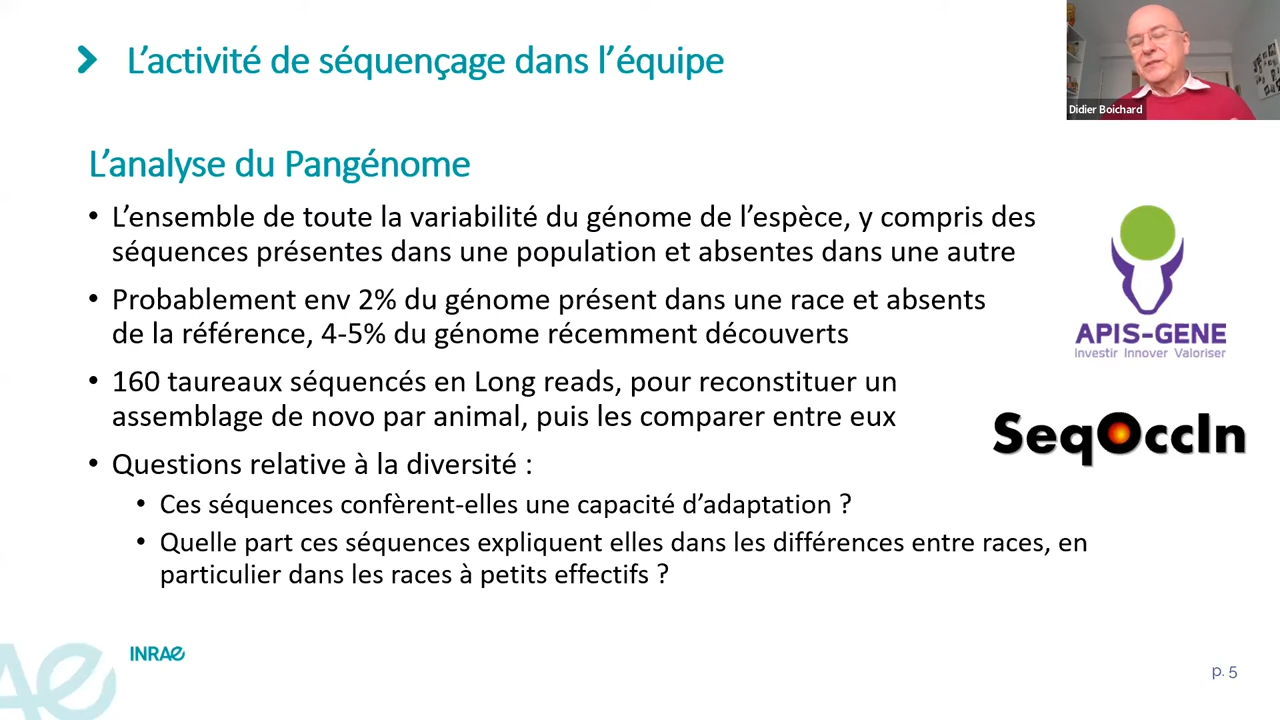 L’activité de séquençage dans l’équipe
Didier Boichard
L’analyse du Pangénome
• L’ensemble de toute la variabilité du génome de l’espèce, y compris des
séquences présentes dans une population et absentes dans une autre
• Probablement env 2% du génome présent dans une race et absents
de la référence, 4-5% du génome récemment découverts
• 160 taureaux séquencés en Long reads, pour reconstituer un
assemblage de novo par animal, puis les comparer entre eux
• Questions relative à la diversité :
• Ces séquences confèrent-elles une capacité d’adaptation ?
• Quelle part ces séquences expliquent elles dans les différences entre races, en
particulier dans les races à petits effectifs ?
APIS-GENE
Investir Innover Valoriser
SeqOccIn
INRAE
p. 5